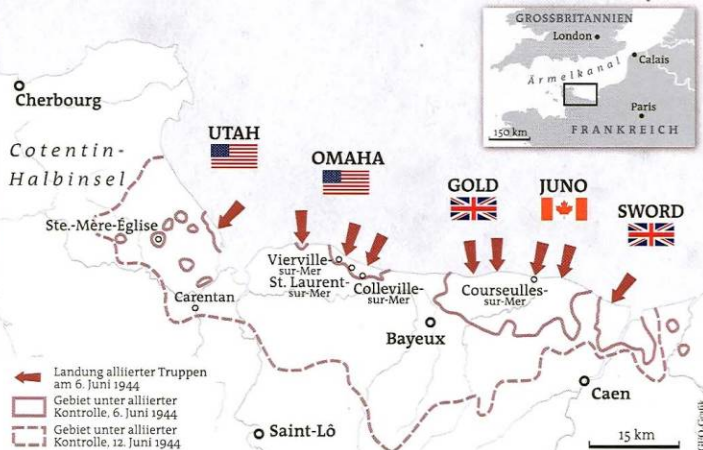 GROSSBRITANNIEN
London
Calais
Ärmelkanal
Paris
150 km
FRANKREICH
Cherbourg
Cotentin-
Halbinsel
UTAH
OMAHA
GOLD
JUNO
SWORD
Ste.-Mère-Église
Carentan
Vierville-
sur-Mer
St. Laurent-
sur-Mer
Colleville-
sur-Mer
Courseulles-
sur-Mer
Bayeux
Caen
Saint-Lô
Landung alliierter Truppen
am 6. Juni 1944
Gebiet unter alliierter
Kontrolle, 6. Juni 1944
Gebiet unter alliierter
Kontrolle, 12. Juni 1944
15 km
GEO-Grafik